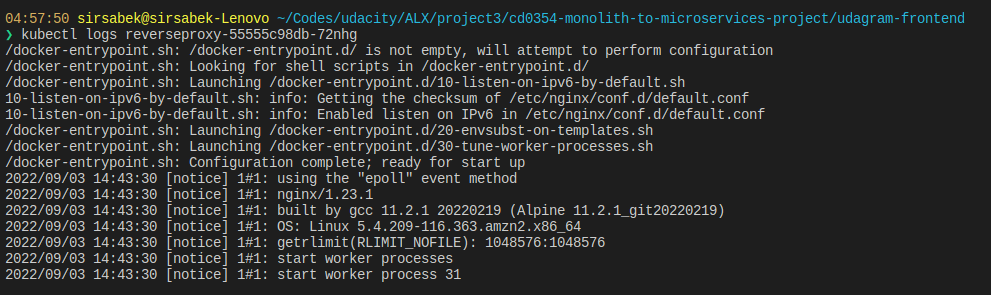 04:57:50 sirsabek@sirsabek-Lenovo ~/Codes/udacity/ALX/project3/cd0354-monolith-to-microservices-project/udagram-frontend
❯ kubectl logs reverseproxy-55555c98db-72nhg
/docker-entrypoint.sh: /docker-entrypoint.d/ is not empty, will attempt to perform configuration
/docker-entrypoint.sh: Looking for shell scripts in /docker-entrypoint.d/
/docker-entrypoint.sh: Launching /docker-entrypoint.d/10-listen-on-ipv6-by-default.sh
10-listen-on-ipv6-by-default.sh: info: Getting the checksum of /etc/nginx/conf.d/default.conf
10-listen-on-ipv6-by-default.sh: info: Enabled listen on IPv6 in /etc/nginx/conf.d/default.conf
/docker-entrypoint.sh: Launching /docker-entrypoint.d/20-envsubst-on-templates.sh
/docker-entrypoint.sh: Launching /docker-entrypoint.d/30-tune-worker-processes.sh
/docker-entrypoint.sh: Configuration complete; ready for start up
2022/09/03 14:43:30 [notice] 1#1: using the "epoll" event method
2022/09/03 14:43:30 [notice] 1#1: nginx/1.23.1
2022/09/03 14:43:30 [notice] 1#1: built by gcc 11.2.1 20220219 (Alpine 11.2.1_git20220219)
2022/09/03 14:43:30 [notice] 1#1: OS: Linux 5.4.209-116.363.amzn2.x86_64
2022/09/03 14:43:30 [notice] 1#1: getrlimit(RLIMIT_NOFILE): 1048576:1048576
2022/09/03 14:43:30 [notice] 1#1: start worker processes
2022/09/03 14:43:30 [notice] 1#1: start worker process 31